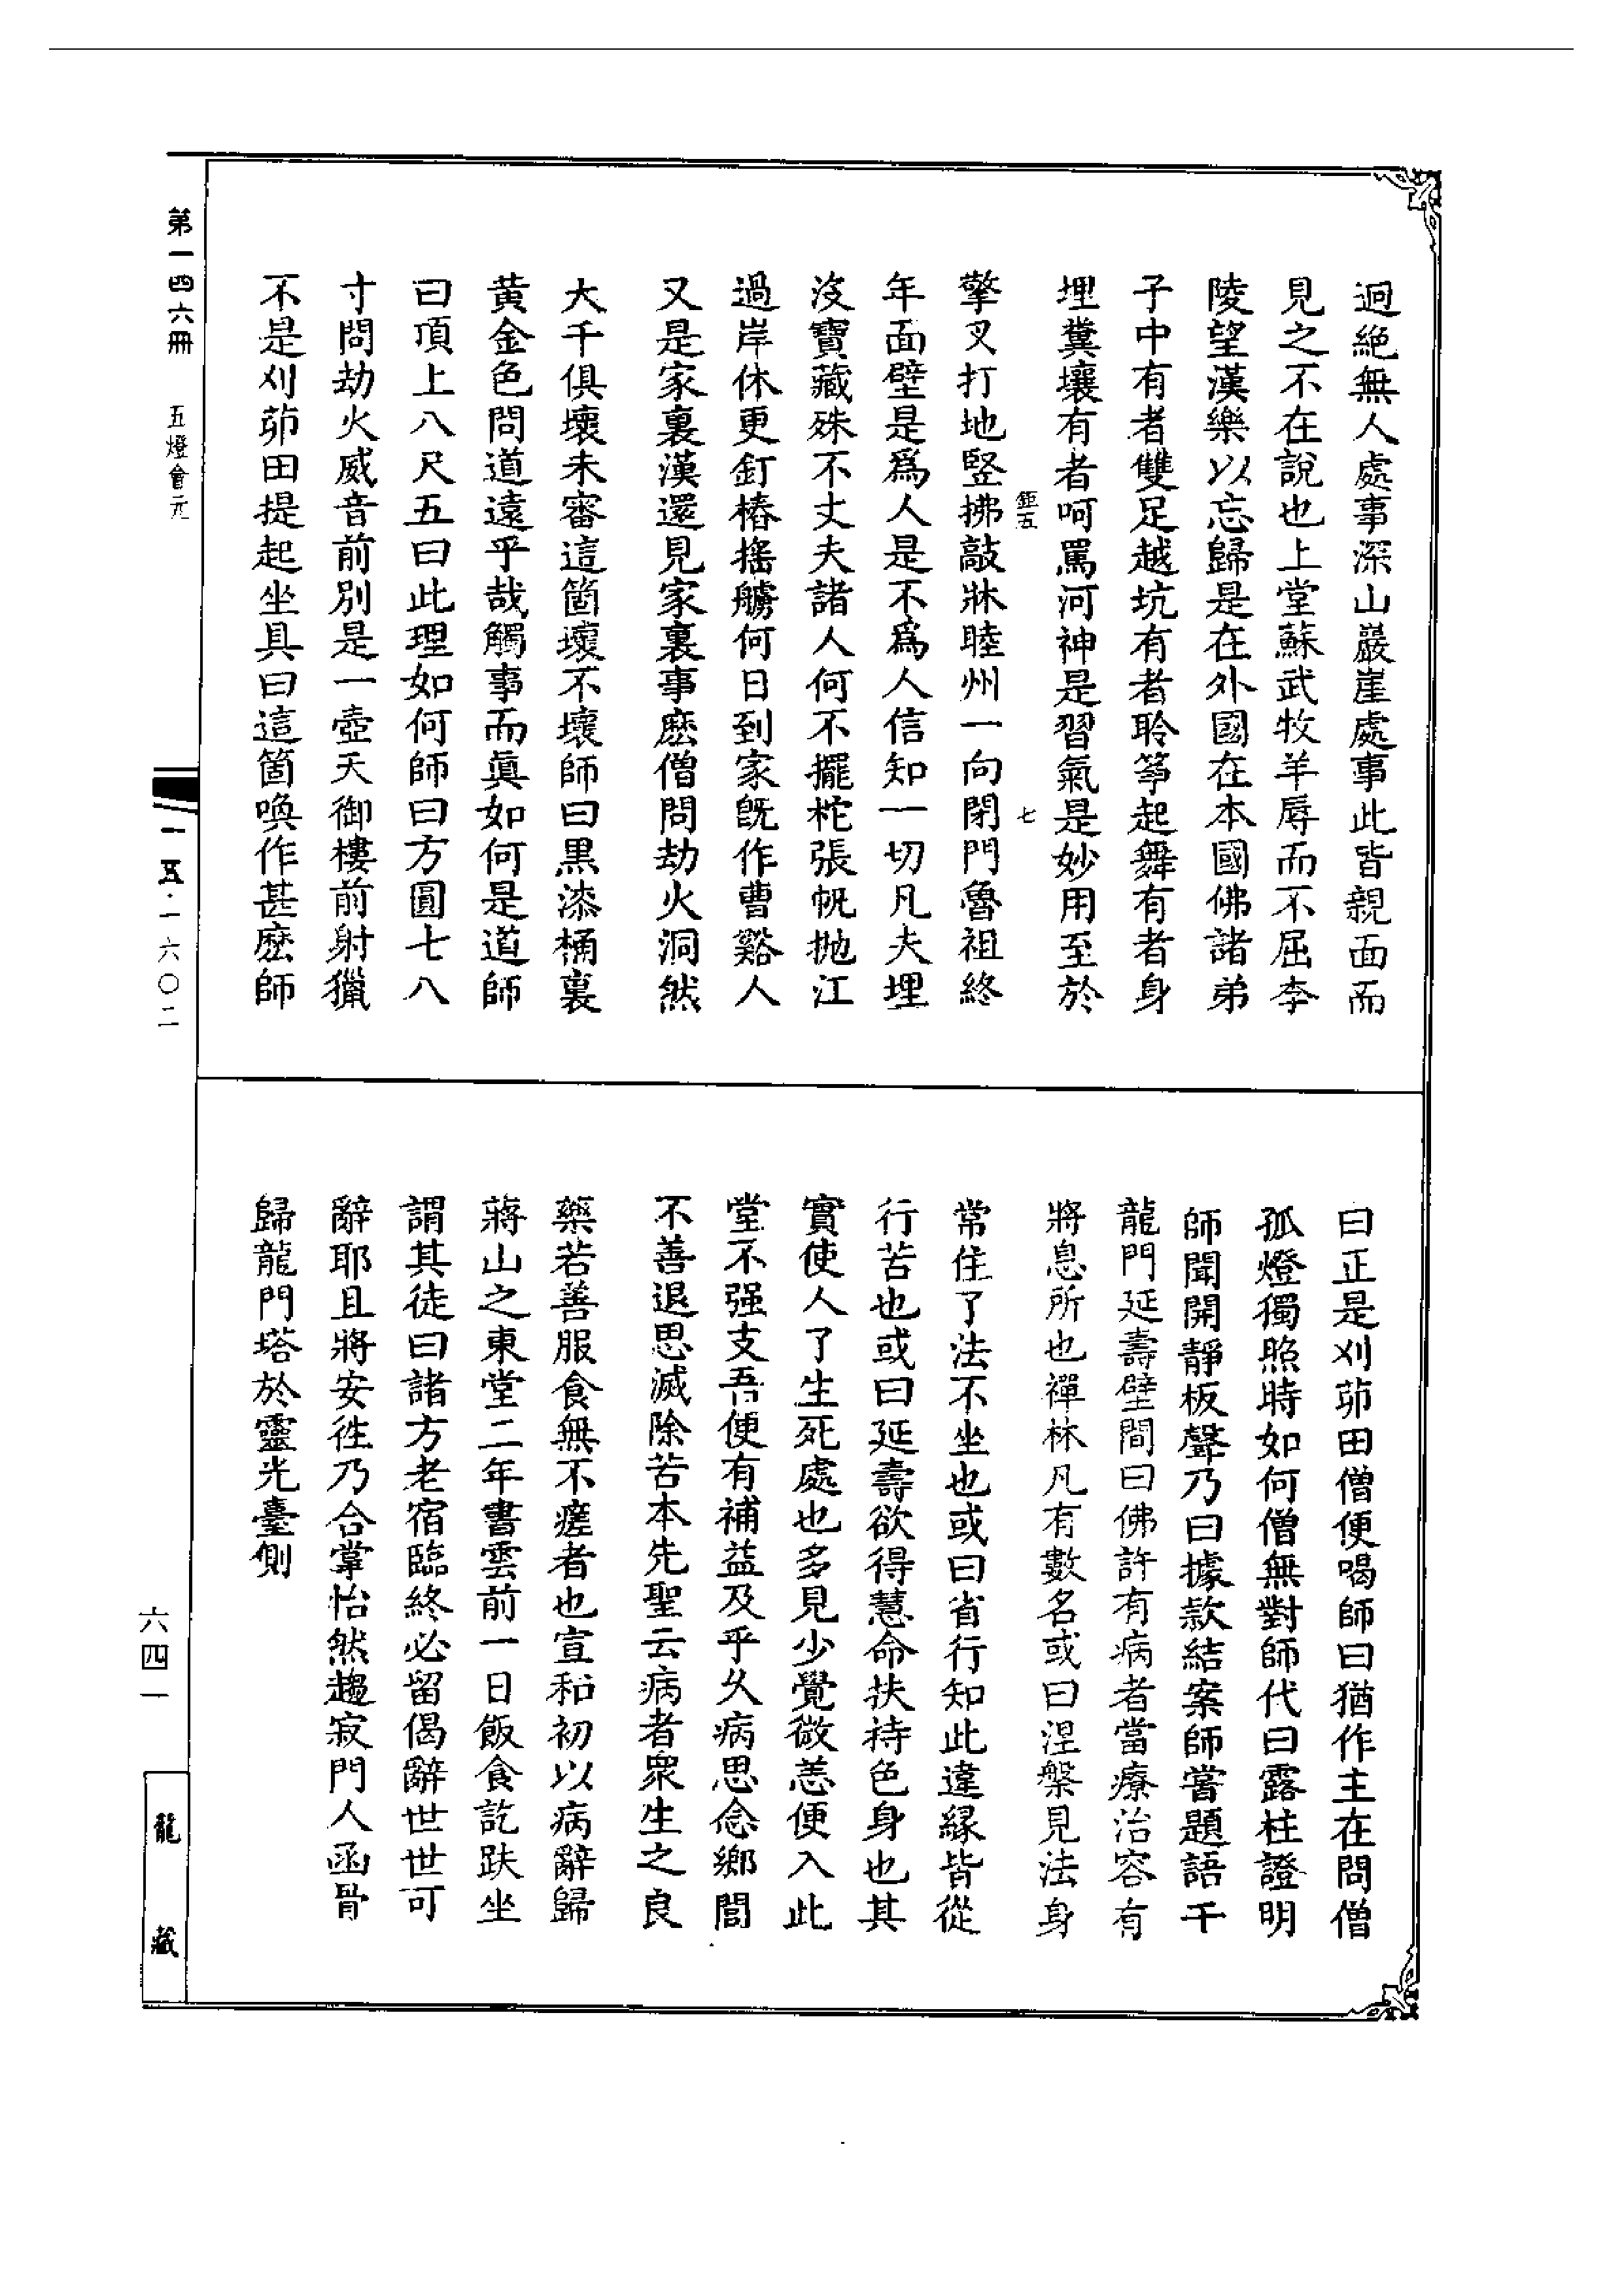 迥絕無人處事深山巖崖處事此皆親面而
見之不在說也上堂蘇武牧羊辱而不屈李
陵望漢樂以忘歸是在外國在本國佛諸弟
子中有者雙足越坑有者聆筝起舞有者身
埋糞壤有者呵罵河神是習氣是妙用至於
鉅五 七
擎叉打地竪拂敲牀睦州一向閉門魯祖終
年面壁是爲人是不爲人信知一切凡夫埋
沒寶藏殊不丈夫諸人何不擺柁張帆抛江
過岸休更釘樁搖艣何日到家旣作曹谿人
又是家裏漢還見家裏事麽僧問劫火洞然
大千俱壞未審這箇壞不壞師曰黑漆桶裏
黃金色問道遠乎哉觸事而眞如何是道師
曰頂上八尺五曰此理如何師曰方圓七八
寸問劫火威音前別是一壺天御樓前射獵
不是刈茆田提起坐具曰這箇喚作甚麽師
曰正是刈茆田僧便喝師曰猶作主在問僧
孤燈獨照時如何僧無對師代曰露柱證明
師聞開靜板聲乃曰據款結案師嘗題語千
龍門延壽壁間曰佛許有病者當療治容有
將息所也禪林凡有數名或曰涅槃見法身
常住了法不坐也或曰省行知此違緣皆從
行苦也或曰延壽欲得慧命扶持色身也其
實使人了生死處也多見少覺微恙便入此
堂不强支吾便有補益及乎久病思念鄉閭
不善退思滅除苦本先聖云病者衆生之良
藥若善服食無不瘥者也宣和初以病辭歸
蔣山之東堂二年書雲前一日飯食訖趺坐
謂其徒曰諸方老宿臨終必留偈辭世世可
辭耶且將安徃乃合掌怡然趨寂門人函骨
歸龍門塔於靈光臺側
第一四六冊 五燈會元
一五·一六〇二
六四一
龍藏